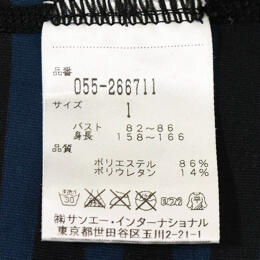 品番
055-266711
サイズ
1
バスト 82~86
身長 158~166
品質
ポリエステル 86%
ポリウレタン 14%
㈱サンエー・インターナショナル
東京都世田谷区玉川2-21-1